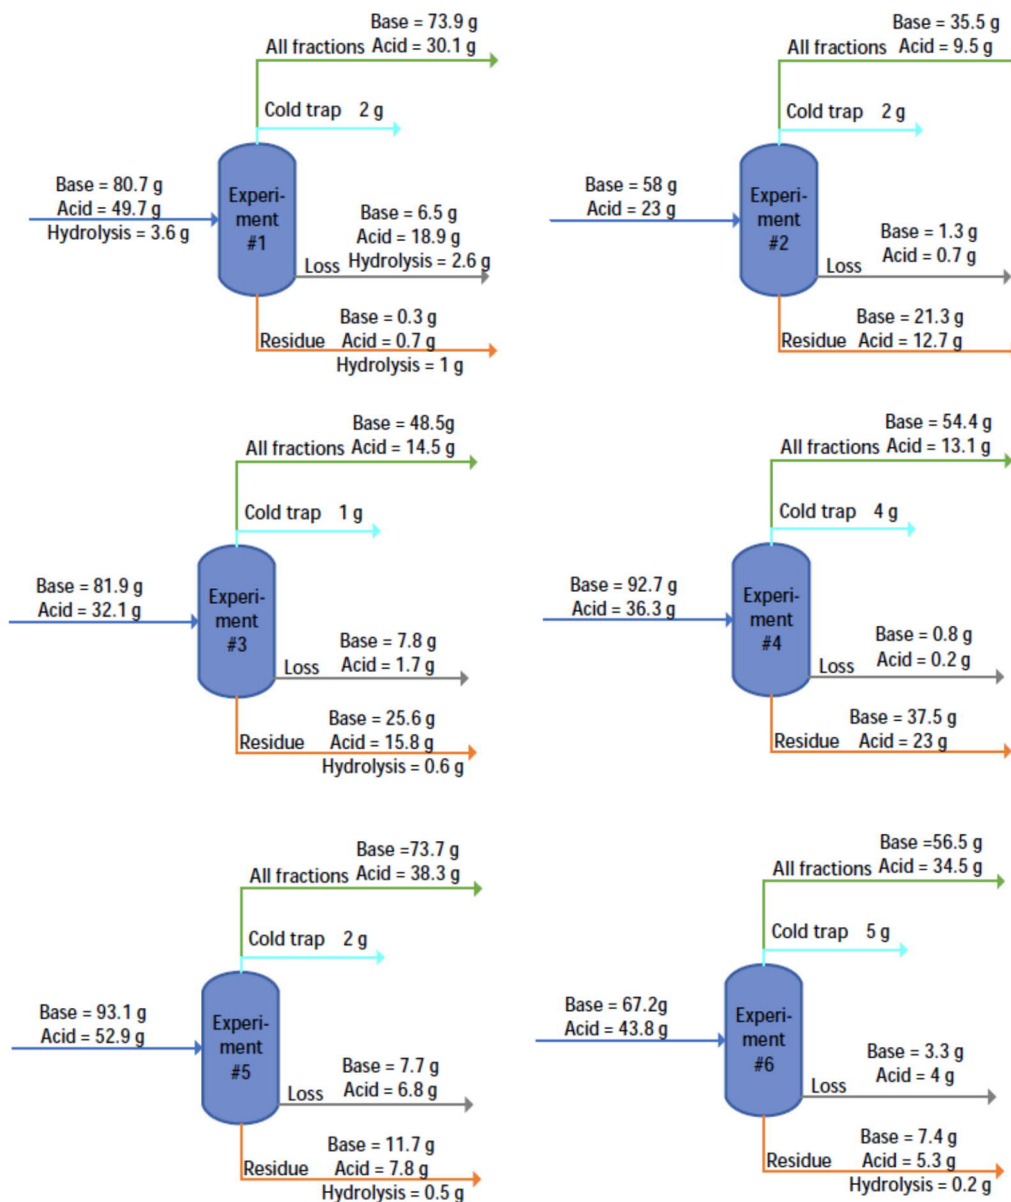 Base = 73.9 g
All fractions Acid = 30.1 g
Cold trap 2 g
Base = 80.7 g
Acid = 49.7 g
Hydrolysis = 3.6 g
Experi-
ment
#1
Base = 6.5 g
Acid = 18.9 g
Loss Hydrolysis = 2.6 g
Base = 0.3 g
Residue Acid = 0.7 g
Hydrolysis = 1 g
Base = 35.5 g
All fractions Acid = 9.5 g
Cold trap 2 g
Base = 58 g
Acid = 23 g
Experi-
ment
#2
Base = 1.3 g
Loss Acid = 0.7 g
Base = 21.3 g
Residue Acid = 12.7 g
Base = 48.5g
All fractions Acid = 14.5 g
Cold trap 1 g
Base = 81.9 g
Acid = 32.1 g
Experi-
ment
#3
Base = 7.8 g
Loss Acid = 1.7 g
Base = 25.6 g
Residue Acid = 15.8 g
Hydrolysis = 0.6 g
Base = 54.4 g
All fractions Acid = 13.1 g
Cold trap 4 g
Base = 92.7 g
Acid = 36.3 g
Experi-
ment
#4
Base = 0.8 g
Loss Acid = 0.2 g
Base = 37.5 g
Residue Acid = 23 g
Base =73.7 g
All fractions Acid = 38.3 g
Cold trap 2 g
Base = 93.1 g
Acid = 52.9 g
Experi-
ment
#5
Base = 7.7 g
Loss Acid = 6.8 g
Base = 11.7 g
Residue Acid = 7.8 g
Hydrolysis = 0.5 g
Base =56.5 g
All fractions Acid = 34.5 g
Cold trap 5 g
Base = 67.2g
Acid = 43.8 g
Experi-
ment
#6
Base = 3.3 g
Loss Acid = 4 g
Base = 7.4 g
Residue Acid = 5.3 g
Hydrolysis = 0.2 g